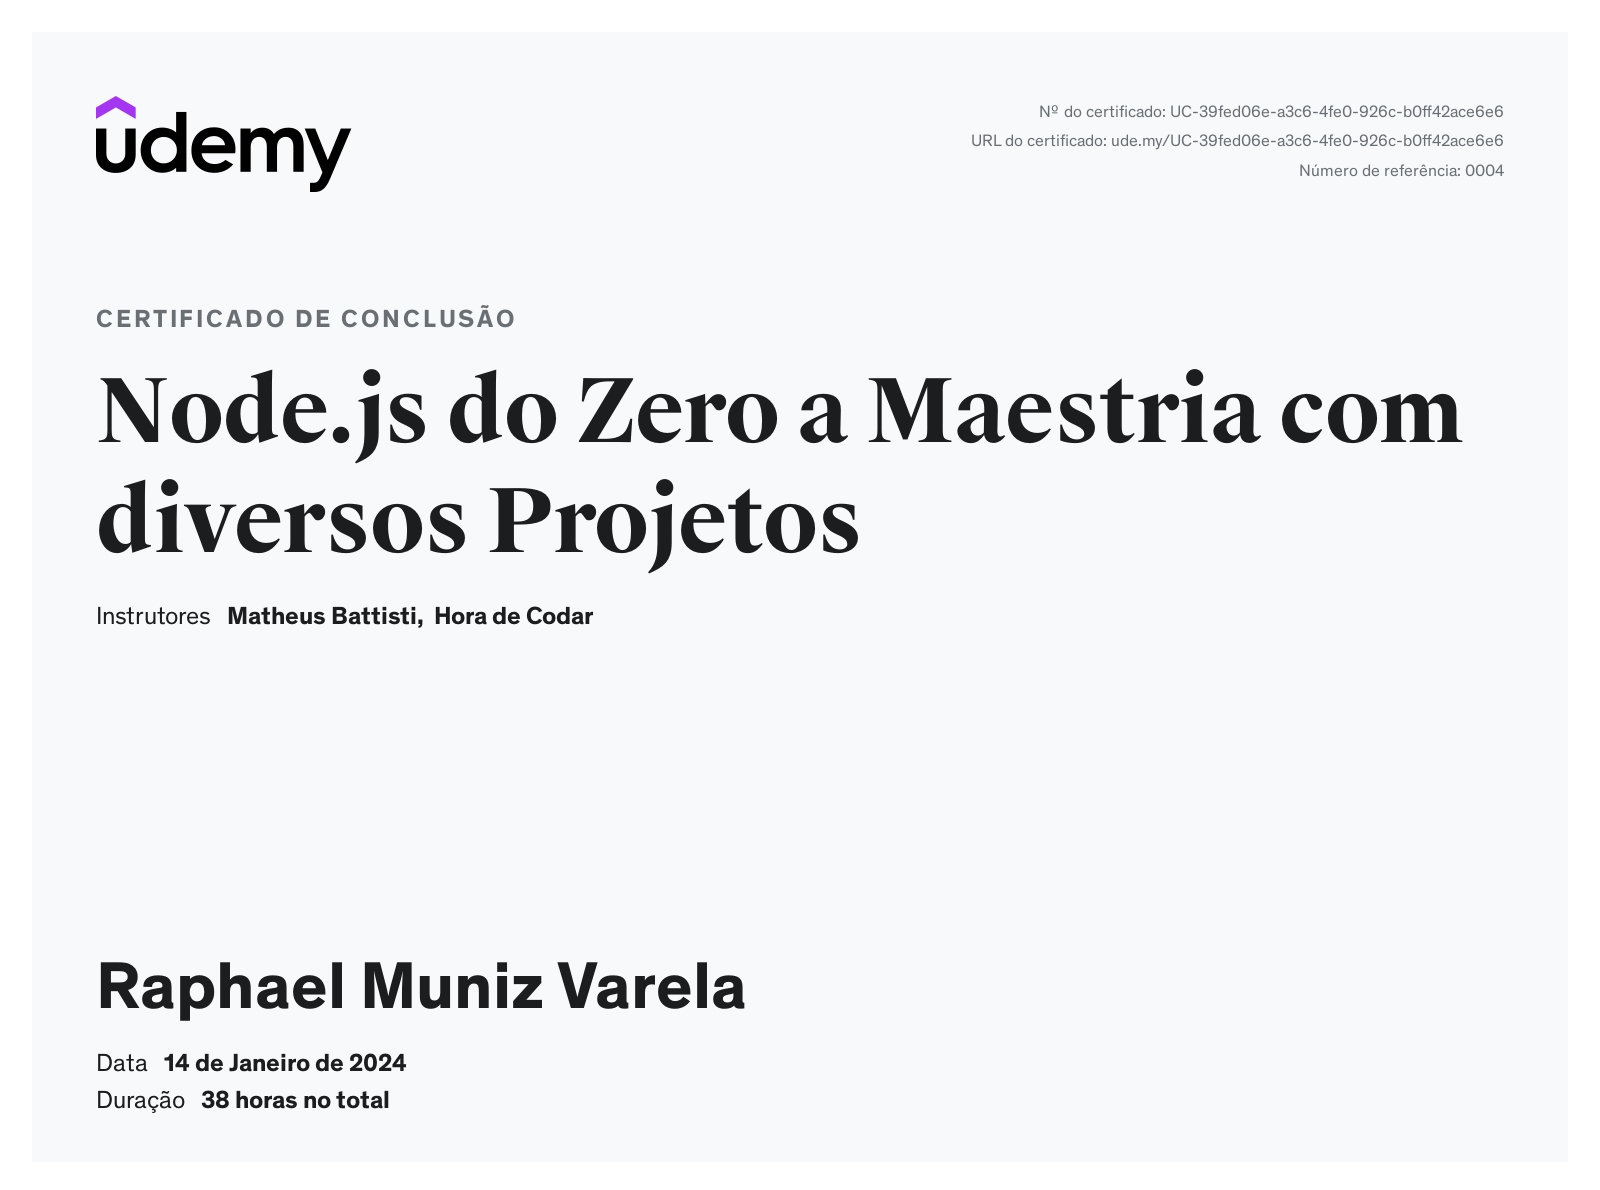 udemy
Nº do certificado: UC-39fed06e-a3c6-4fe0-926c-b0ff42ace6e6
URL do certificado: ude.my/UC-39fed06e-a3c6-4fe0-926c-b0ff42ace6e6
Número de referência: 0004
CERTIFICADO DE CONCLUSÃO
Node.js do Zero a Maestria com
diversos Projetos
Instrutores Matheus Battisti, Hora de Codar
Raphael Muniz Varela
Data 14 de Janeiro de 2024
Duração 38 horas no total